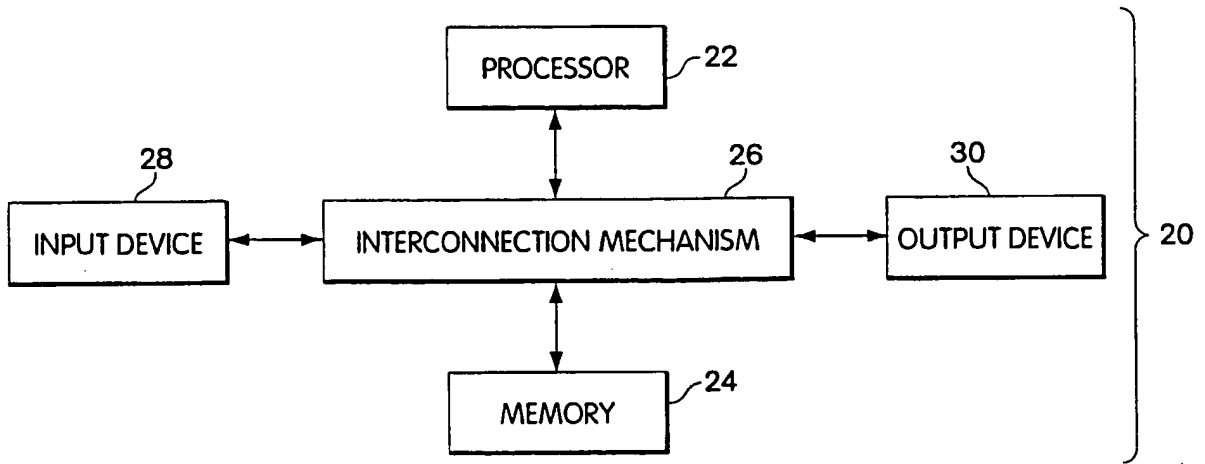 PROCESSOR
22
28
26
30
INPUT DEVICE
INTERCONNECTION MECHANISM
OUTPUT DEVICE
20
MEMORY
24